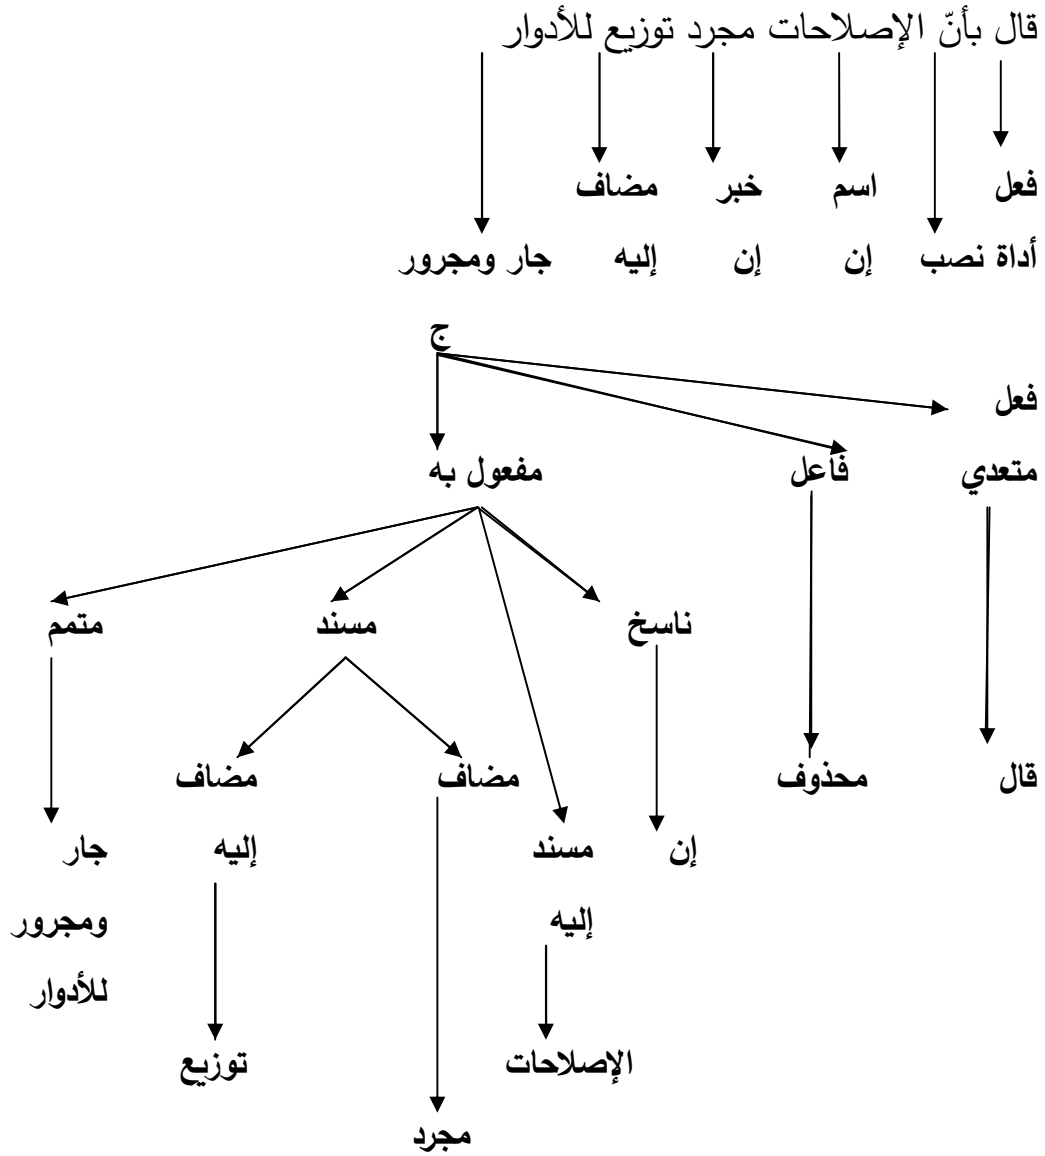 قال بأنّ الإصلاحات مجرد توزيع للأدوار
فعل اسم خبر مضاف
أداة نصب إن إن إليه جار ومجرور
ج
فعل
متعدي فاعل مفعول به
ناسخ مسند متمم
قال محذوف مضاف مضاف
إن مسند إليه جار
إليه ومجرور
للأدوار
الإصلاحات توزيع
مجرد